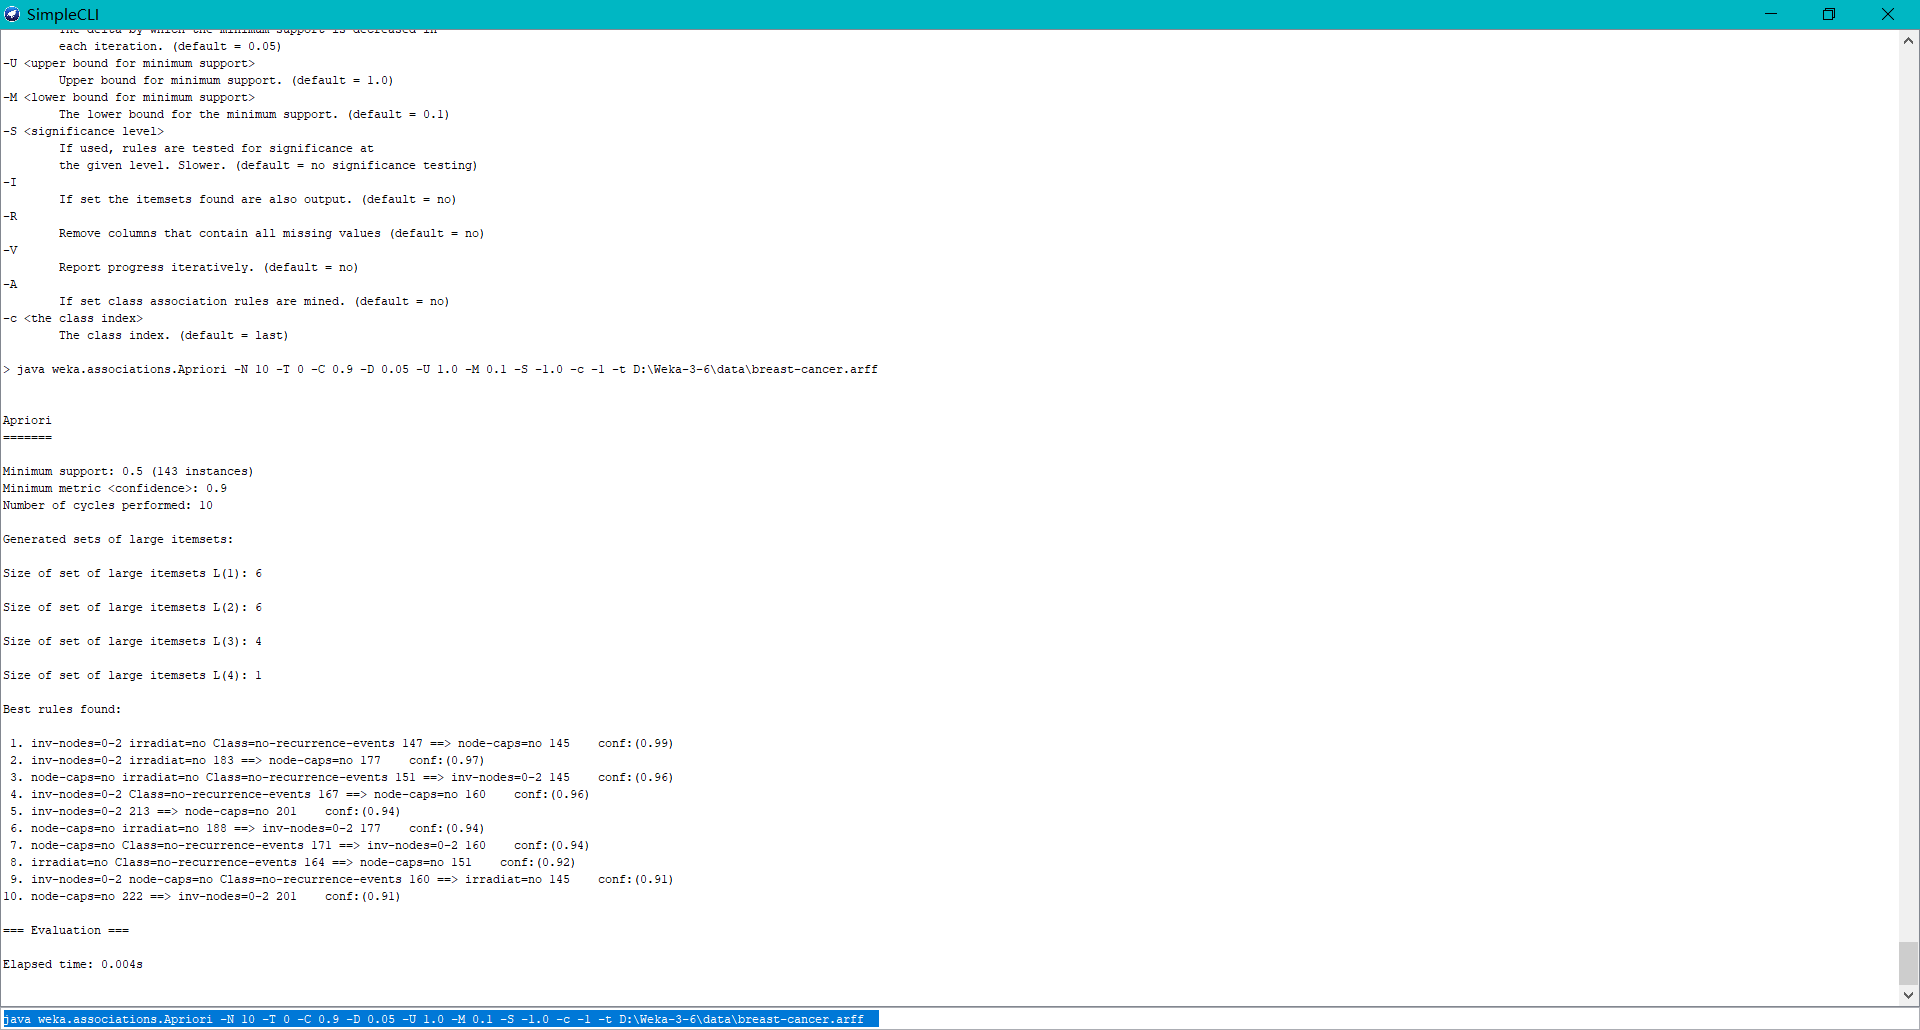 SimpleCLI
The delta by which the minimum support is decreased in
each iteration. (default = 0.05)
-U <upper bound for minimum support>
Upper bound for minimum support. (default = 1.0)
-M <lower bound for minimum support>
The lower bound for the minimum support. (default = 0.1)
-S <significance level>
If used, rules are tested for significance at
the given level. Slower. (default = no significance testing)
-I
If set the itemsets found are also output. (default = no)
-R
Remove columns that contain all missing values (default = no)
-V
Report progress iteratively. (default = no)
-A
If set class association rules are mined. (default = no)
-c <the class index>
The class index. (default = last)
> java weka.associations.Apriori -N 10 -T 0 -C 0.9 -D 0.05 -U 1.0 -M 0.1 -S -1.0 -c -1 -t D:\Weka-3-6\data\breast-cancer.arff
Apriori
=======
Minimum support: 0.5 (143 instances)
Minimum metric <confidence>: 0.9
Number of cycles performed: 10
Generated sets of large itemsets:
Size of set of large itemsets L(1): 6
Size of set of large itemsets L(2): 6
Size of set of large itemsets L(3): 4
Size of set of large itemsets L(4): 1
Best rules found:
1. inv-nodes=0-2 irradiat=no Class=no-recurrence-events 147 ==> node-caps=no 145    conf:(0.99)
2. inv-nodes=0-2 irradiat=no 183 ==> node-caps=no 177    conf:(0.97)
3. node-caps=no irradiat=no Class=no-recurrence-events 151 ==> inv-nodes=0-2 145    conf:(0.96)
4. inv-nodes=0-2 Class=no-recurrence-events 167 ==> node-caps=no 160    conf:(0.96)
5. inv-nodes=0-2 213 ==> node-caps=no 201    conf:(0.94)
6. node-caps=no irradiat=no 188 ==> inv-nodes=0-2 177    conf:(0.94)
7. node-caps=no Class=no-recurrence-events 171 ==> inv-nodes=0-2 160    conf:(0.94)
8. irradiat=no Class=no-recurrence-events 164 ==> node-caps=no 151    conf:(0.92)
9. inv-nodes=0-2 node-caps=no Class=no-recurrence-events 160 ==> irradiat=no 145    conf:(0.91)
10. node-caps=no 222 ==> inv-nodes=0-2 201    conf:(0.91)
=== Evaluation ===
Elapsed time: 0.004s
java weka.associations.Apriori -N 10 -T 0 -C 0.9 -D 0.05 -U 1.0 -M 0.1 -S -1.0 -c -1 -t D:\Weka-3-6\data\breast-cancer.arff